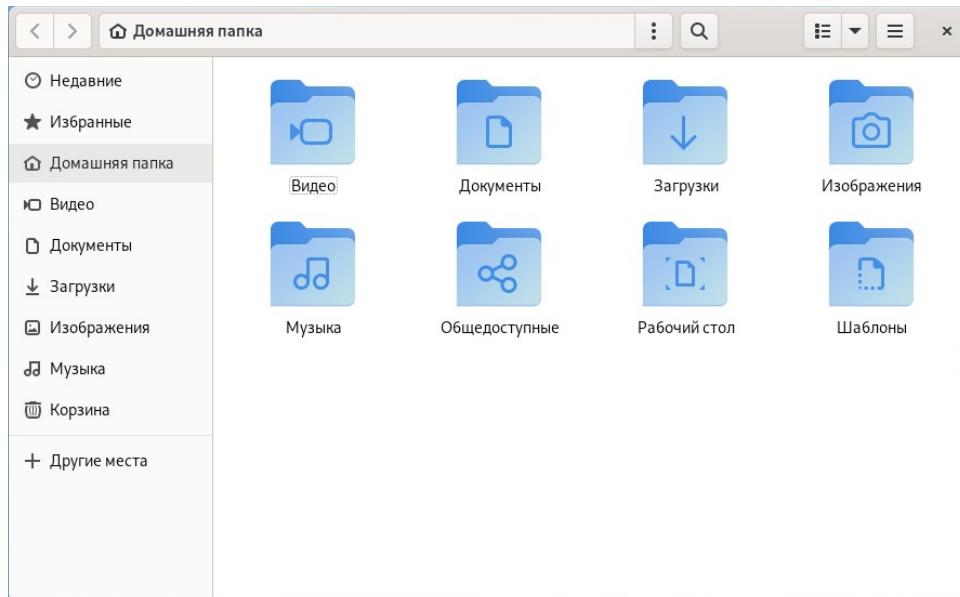 Домашняя папка
Недавние
Избранные
Домашняя папка
Видео
Документы
Загрузки
Изображения
Музыка
Корзина
Другие места
Видео
Документы
Загрузки
Изображения
Музыка
Общедоступные
Рабочий стол
Шаблоны